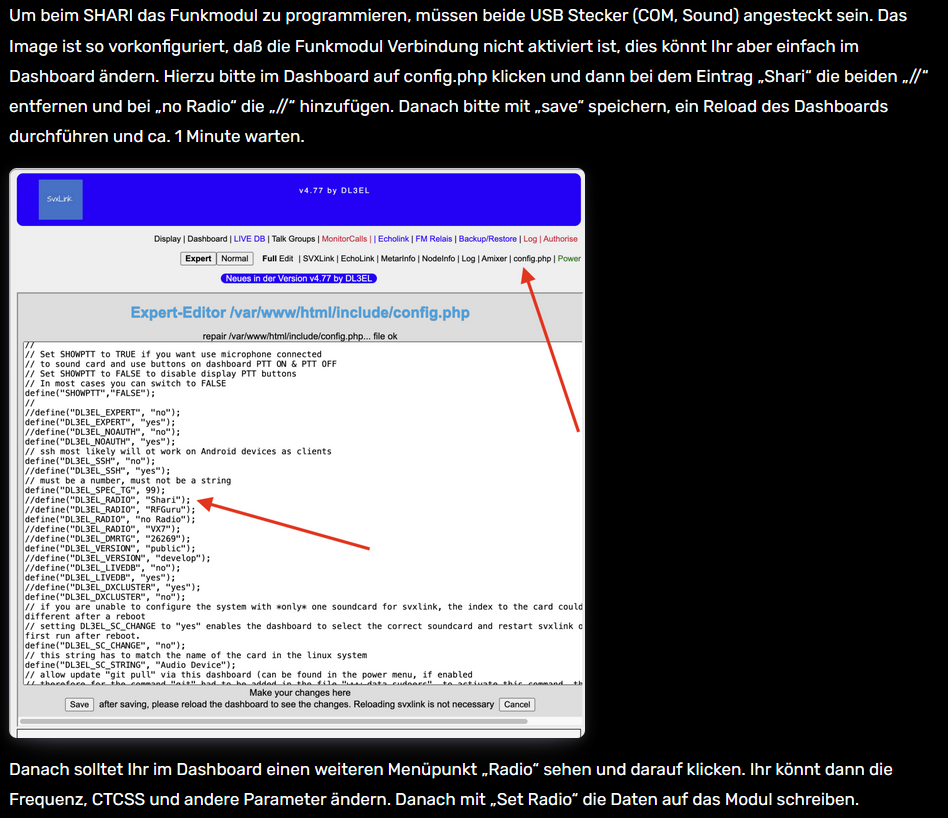 Um beim SHARI das Funkmodul zu programmieren, müssen beide USB Stecker (COM, Sound) angesteckt sein. Das
Image ist so vorkonfiguriert, daß die Funkmodul Verbindung nicht aktiviert ist, dies könnt Ihr aber einfach im
Dashboard ändern. Hierzu bitte im Dashboard auf config.php klicken und dann bei dem Eintrag „Shari“ die beiden „//“
entfernen und bei „no Radio“ die „//“ hinzufügen. Danach bitte mit „save“ speichern, ein Reload des Dashboards
durchführen und ca. 1 Minute warten.
SvxLink
v4.77 by DL3EL
Display | Dashboard | LIVE DB | Talk Groups | MonitorCalls | | Echolink | FM Relais | Backup/Restore | Log | Authorise
Expert Normal Full Edit | SVXLink | EchoLink | MetarInfo | NodeInfo | Log | Amixer | config.php | Power
Neues in der Version v4.77 by DL3EL
Expert-Editor /var/www/html/include/config.php
repair /var/www/html/include/config.php... file ok
//
// Set SHOWPTT to TRUE if you want use microphone connected
// to sound card and use buttons on dashboard PTT ON & PTT OFF
// Set SHOWPTT to FALSE to disable display PTT buttons
// In most cases you can switch to FALSE
define("SHOWPTT","FALSE");
//
//define("DL3EL_EXPERT", "no");
define("DL3EL_EXPERT", "yes");
//define("DL3EL_NOAUTH", "no");
define("DL3EL_NOAUTH", "yes");
// ssh most likely will ot work on Android devices as clients
define("DL3EL_SSH", "no");
//define("DL3EL_SSH", "yes");
// must be a number, must not be a string
define("DL3EL_SPEC_TG", 99);
//define("DL3EL_RADIO", "Shari");
//define("DL3EL_RADIO", "RFGuru");
define("DL3EL_RADIO", "no Radio");
//define("DL3EL_RADIO", "VX7");
//define("DL3EL_DMRTG", "26269");
define("DL3EL_VERSION", "public");
//define("DL3EL_VERSION", "develop");
//define("DL3EL_LIVEDB", "no");
define("DL3EL_LIVEDB", "yes");
//define("DL3EL_DXCLUSTER", "yes");
define("DL3EL_DXCLUSTER", "no");
// if you are unable to configure the system with *only* one soundcard for svxlink, the index to the card could
different after a reboot
// setting DL3EL_SC_CHANGE to "yes" enables the dashboard to select the correct soundcard and restart svxlink
first run after reboot.
define("DL3EL_SC_CHANGE", "no");
// this string has to match the name of the card in the linux system
define("DL3EL_SC_STRING", "Audio Device");
// allow update "git pull" via this dashboard (can be found in the power menu, if enabled
Make your changes here
Save after saving, please reload the dashboard to see the changes. Reloading svxlink is not necessary Cancel
Danach solltet Ihr im Dashboard einen weiteren Menüpunkt „Radio“ sehen und darauf klicken. Ihr könnt dann die
Frequenz, CTCSS und andere Parameter ändern. Danach mit „Set Radio“ die Daten auf das Modul schreiben.